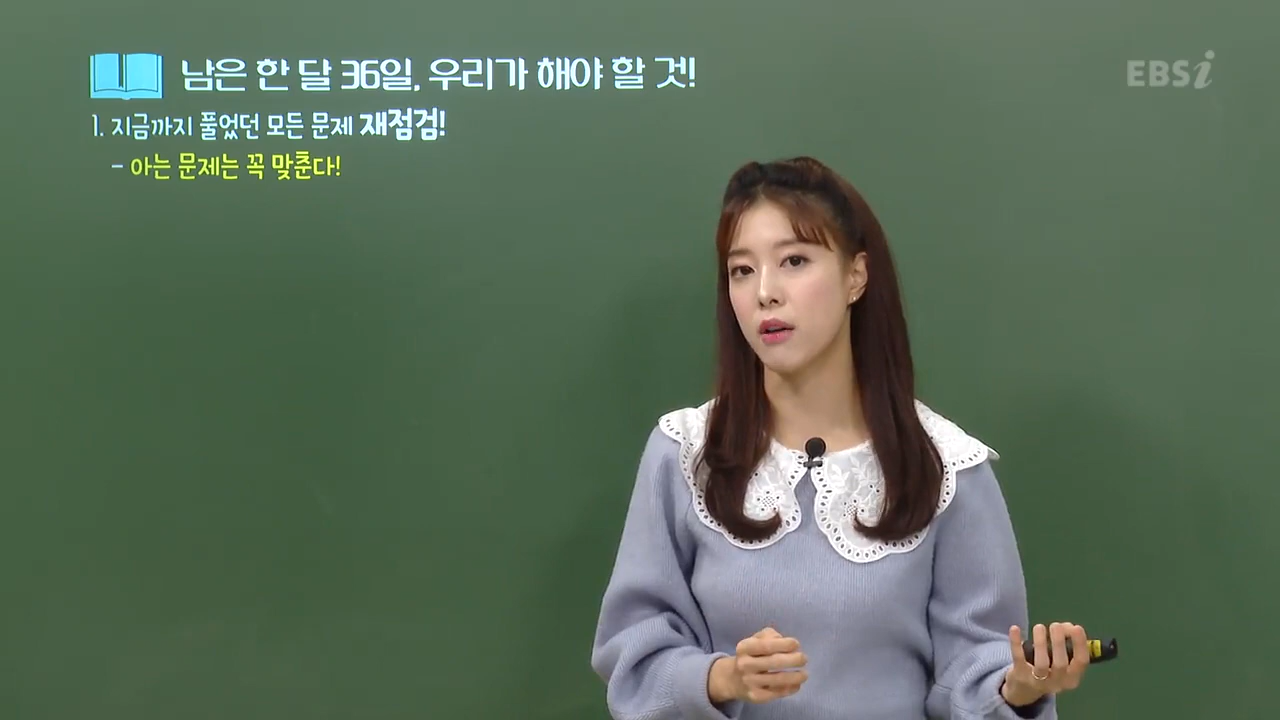 남은 한 달 36일, 우리가 해야 할 것!
EBSi
1. 지금까지 풀었던 모든 문제 재점검!
- 아는 문제는 꼭 맞춘다!